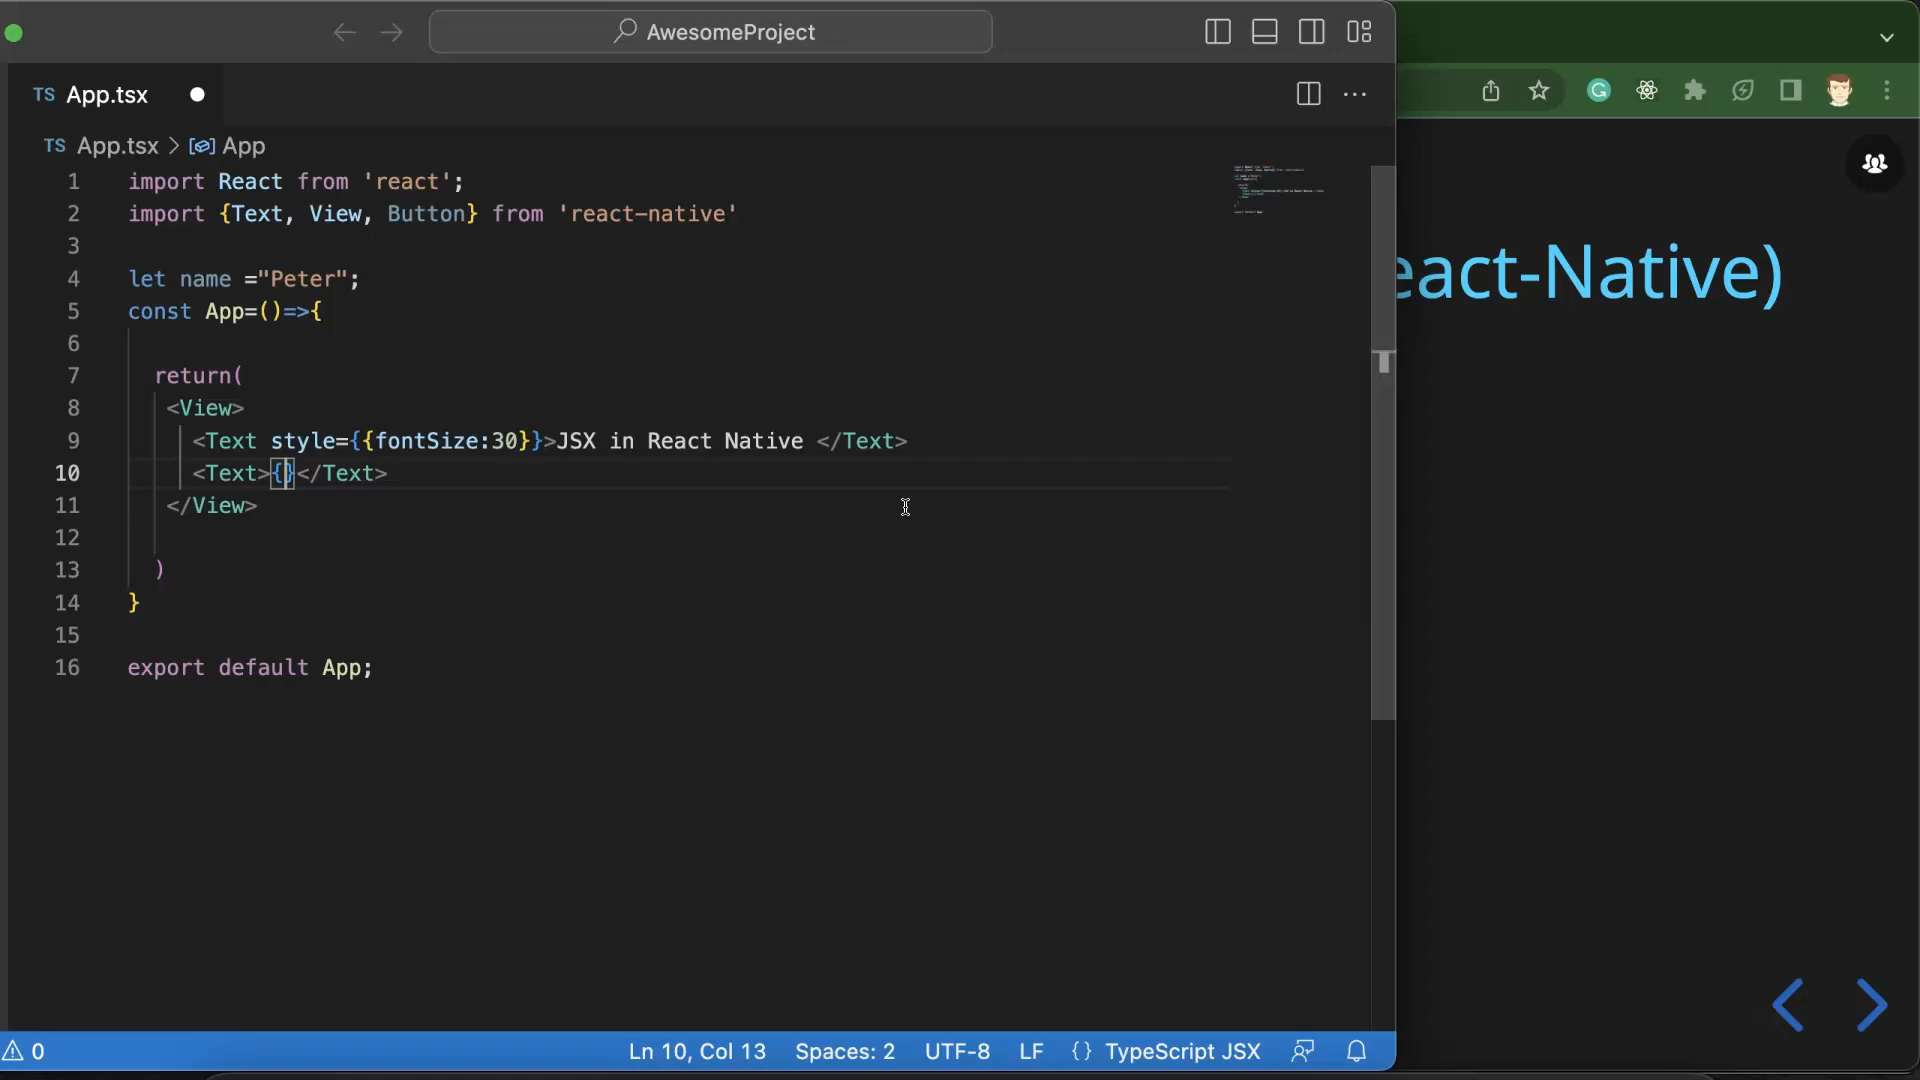 AwesomeProject
TS App.tsx
TS App.tsx > App
1 import React from 'react';
2 import {Text, View, Button} from 'react-native'
3
4 let name ="Peter";
5 const App=()=>{
6
7 return(
8 <View>
9 <Text style={{fontSize:30}}>JSX in React Native </Text>
10 <Text>{}</Text>
11 </View>
12
13 )
14 }
15
16 export default App;
eact-Native)
0 Ln 10, Col 13 Spaces: 2 UTF-8 LF {} TypeScript JSX